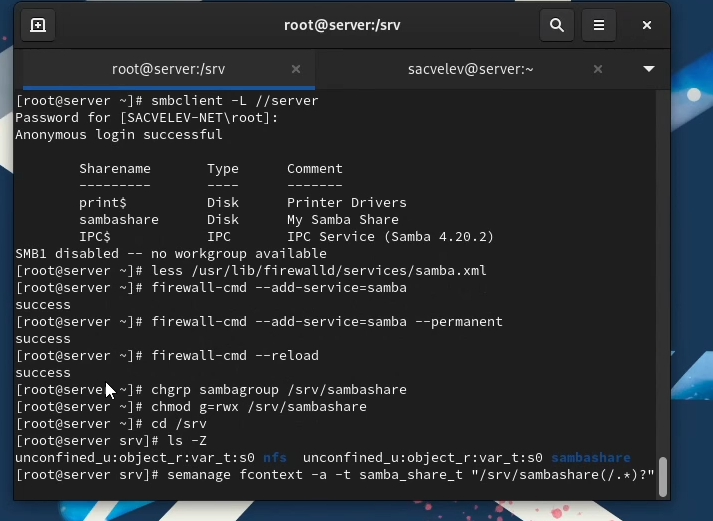 root@server:/srv
root@server:/srv
sacvelev@server:~
[root@server ~]# smbclient -L //server
Password for [SACVELEV-NET\root]:
Anonymous login successful
Sharename Type Comment
--------- ---- -------
print$ Disk Printer Drivers
sambashare Disk My Samba Share
IPC$ IPC IPC Service (Samba 4.20.2)
SMB1 disabled -- no workgroup available
[root@server ~]# less /usr/lib/firewalld/services/samba.xml
[root@server ~]# firewall-cmd --add-service=samba
success
[root@server ~]# firewall-cmd --add-service=samba --permanent
success
[root@server ~]# firewall-cmd --reload
success
[root@server ~]# chgrp sambagroup /srv/sambashare
[root@server ~]# chmod g=rwx /srv/sambashare
[root@server ~]# cd /srv
[root@server srv]# ls -Z
unconfined_u:object_r:var_t:s0 nfs unconfined_u:object_r:var_t:s0 sambashare
[root@server srv]# semanage fcontext -a -t samba_share_t "/srv/sambashare(/.*)?"